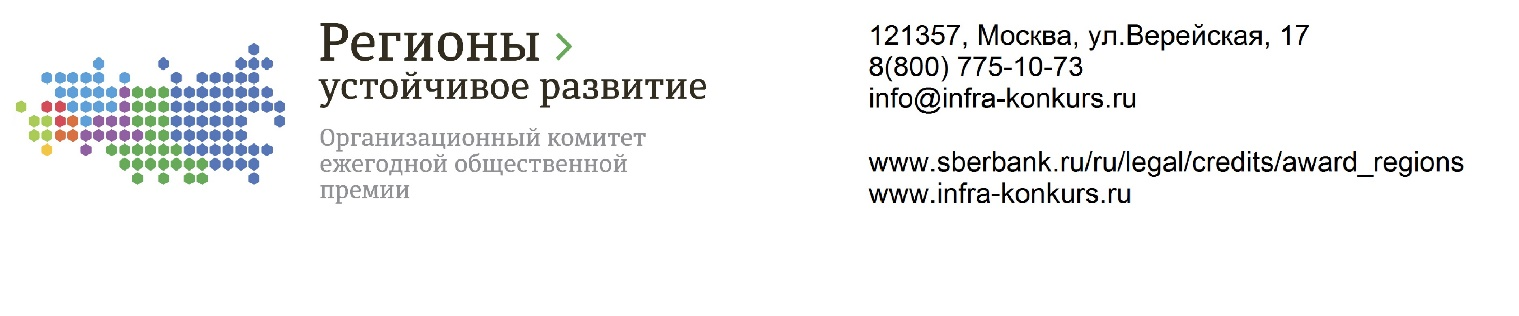 Регионы >
устойчивое развитие
Организационный комитет
ежегодной общественной
премии
121357, Москва, ул.Верейская, 17
8(800) 775-10-73
info@infra-konkurs.ru
www.sberbank.ru/ru/legal/credits/award_regions
www.infra-konkurs.ru